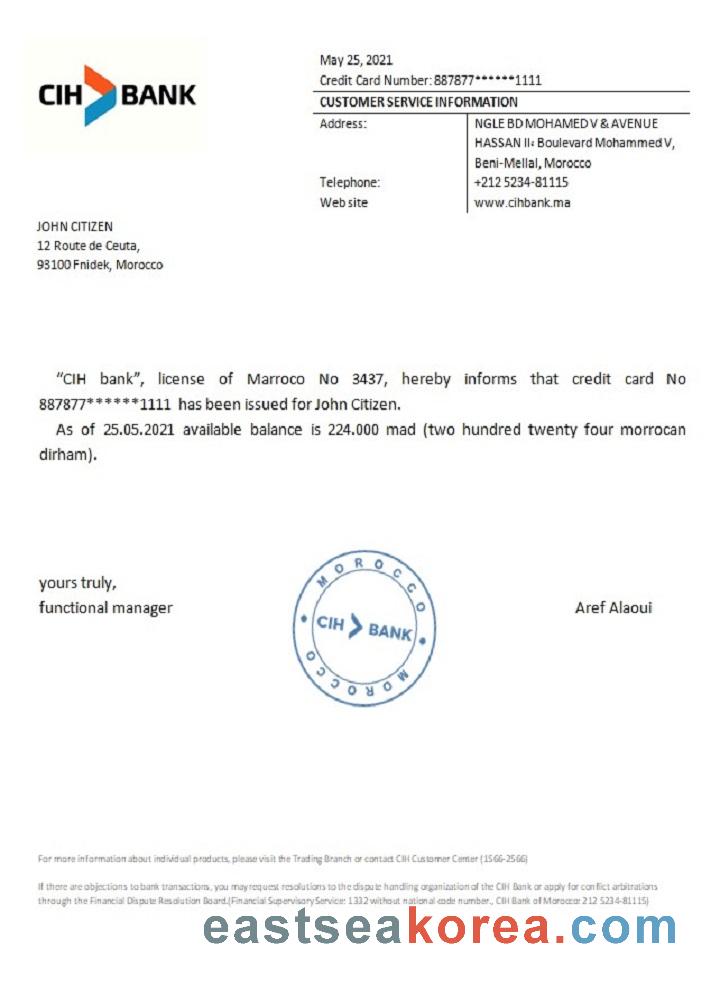 CIH BANK
May 25, 2021
Credit Card Number: 887877******1111
CUSTOMER SERVICE INFORMATION
Address: NGLE BD MOHAMED V & AVENUE
HASSAN II: Boulevard Mohammed V,
Beni-Mellal, Morocco
Telephone: +212 5234-81115
Web site www.cihbank.ma
JOHN CITIZEN
12 Route de Ceuta,
93100 Fnidek, Morocco
"CIH bank", license of Marroco No 3437, hereby informs that credit card No
887877******1111 has been issued for John Citizen.
As of 25.05.2021 available balance is 224.000 mad (two hundred twenty four morrocan
dirham).
yours truly,
functional manager
Aref Alaoui
MOROCCO
CIH BANK
MOROCCO
For more information about individual products, please visit the Trading Branch or contact CIH Customer Center (1566-2566)
If there are objections to bank transactions, you may request resolutions to the dispute handling organization of the CIH Bank or apply for conflict arbitrations
through the Financial Dispute Resolution Board.(Financial Supervisory Service: 1332 without national code number., CIH Bank of Morocco: 212 5234-81115)
eastseakorea.com